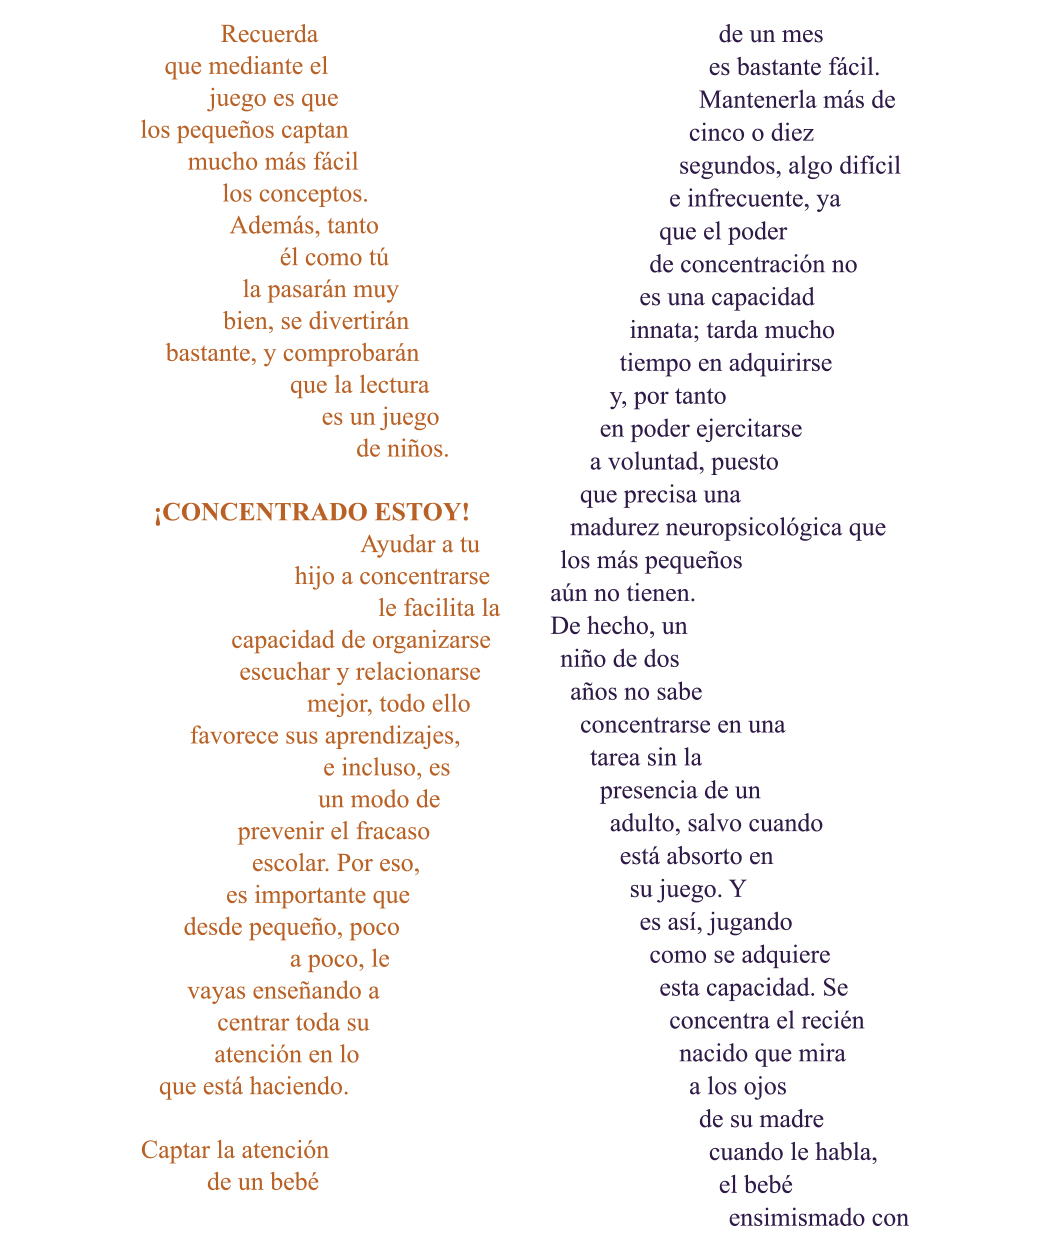 Recuerda
que mediante el
juego es que
los pequeños captan
mucho más fácil
los conceptos.
Además, tanto
él como tú
la pasarán muy
bien, se divertirán
bastante, y comprobarán
que la lectura
es un juego
de niños.
¡CONCENTRADO ESTOY!
Ayudar a tu
hijo a concentrarse
le facilita la
capacidad de organizarse
escuchar y relacionarse
mejor, todo ello
favorece sus aprendizajes,
e incluso, es
un modo de
prevenir el fracaso
escolar. Por eso,
es importante que
desde pequeño, poco
a poco, le
vayas enseñando a
centrar toda su
atención en lo
que está haciendo.
Captar la atención
de un bebé
de un mes
es bastante fácil.
Mantenerla más de
cinco o diez
segundos, algo difícil
e infrecuente, ya
que el poder
de concentración no
es una capacidad
innata; tarda mucho
tiempo en adquirirse
y, por tanto
en poder ejercitarse
a voluntad, puesto
que precisa una
madurez neuropsicológica que
los más pequeños
aún no tienen.
De hecho, un
niño de dos
años no sabe
concentrarse en una
tarea sin la
presencia de un
adulto, salvo cuando
está absorto en
su juego. Y
es así, jugando
como se adquiere
esta capacidad. Se
concentra el recién
nacido que mira
a los ojos
de su madre
cuando le habla,
el bebé
ensimismado con